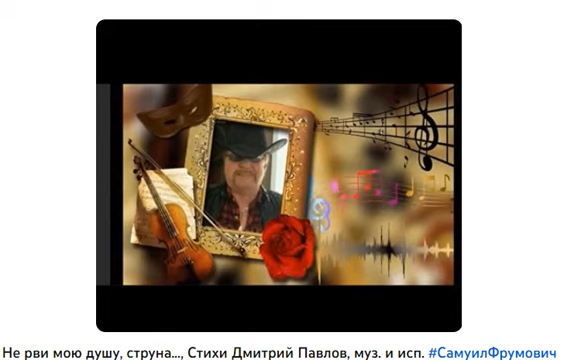 Не рви мою душу, струна..., Стихи Дмитрий Павлов, муз. и исп. #СамуилФрумович